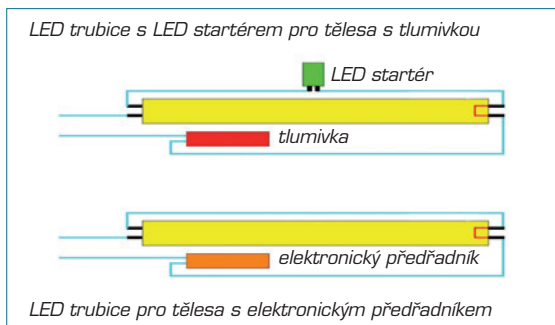 LED trubice s LED startérem pro tělesa s tlumivkou
LED startér
tlumivka
elektronický předřadník
LED trubice pro tělesa s elektronickým předřadníkem